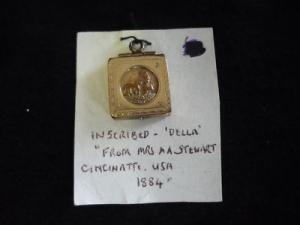 INSCRIBED - 'DELLA'
"FROM MRS A.A. STEWART
CINCINATTI. USA
1884"